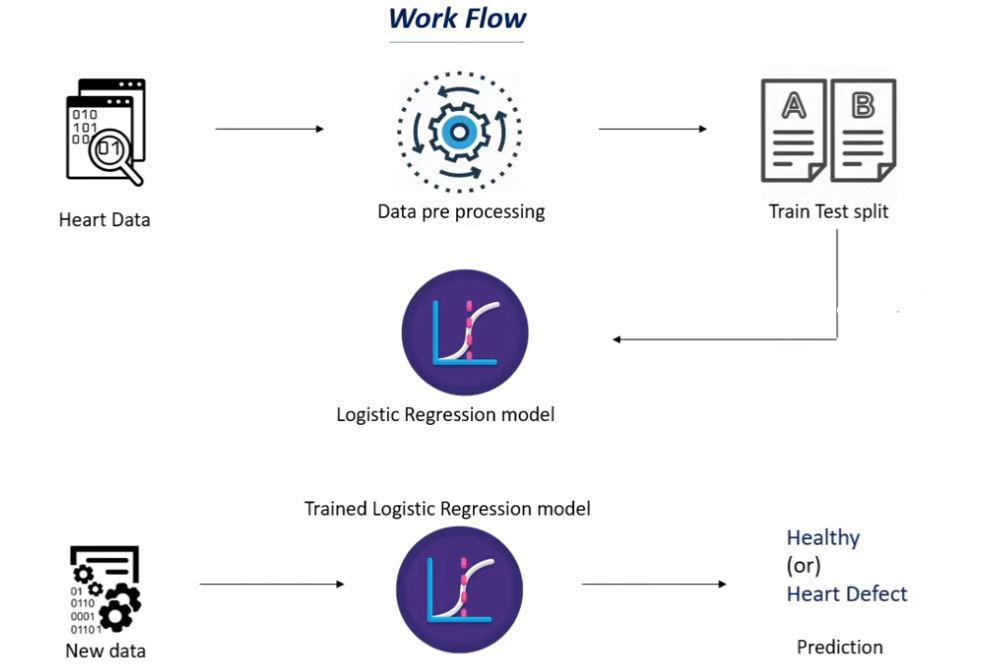 Work Flow
010
101
00
01
A
B
Heart Data
Data pre processing
Train Test split
Logistic Regression model
Trained Logistic Regression model
01
0110
0001
01101
Healthy
(or)
Heart Defect
New data
Prediction